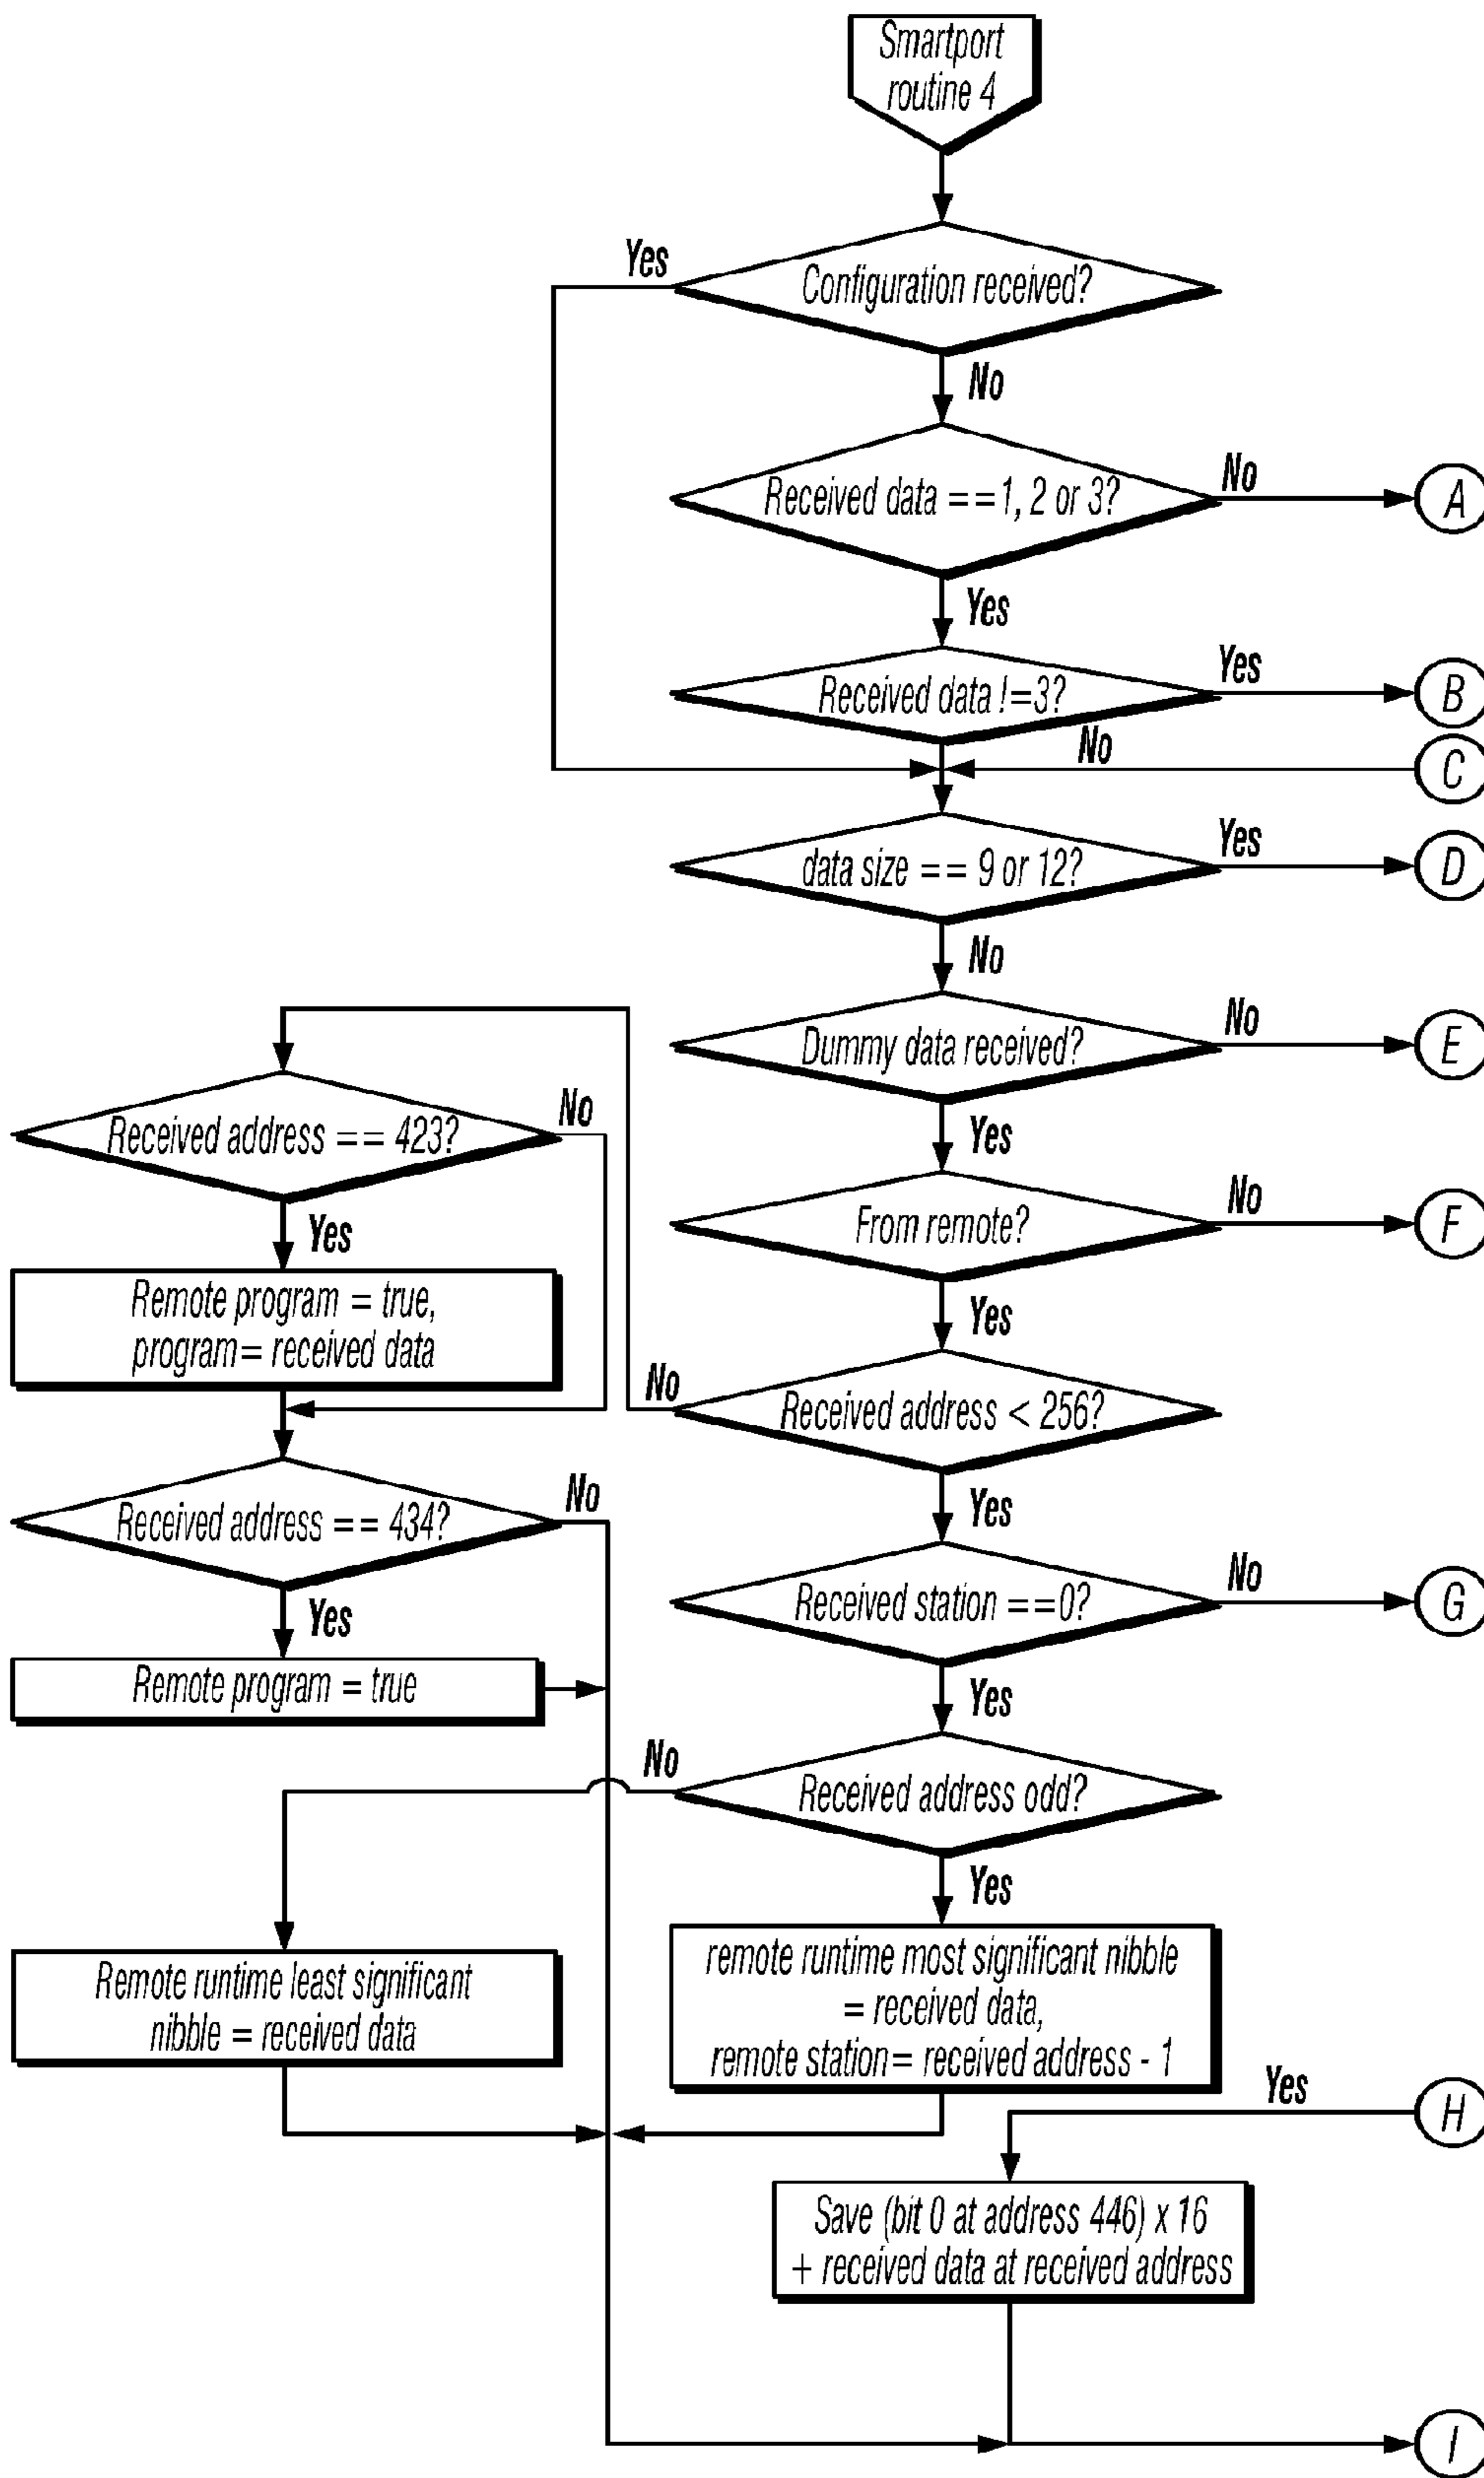 Smartport
routine 4
Yes
Configuration received?
No
Received data ==1, 2 or 3?
No
A
Yes
Received data !=3?
Yes
B
No
C
data size == 9 or 12?
Yes
D
No
Dummy data received?
No
E
Received address == 423?
No
Yes
From remote?
No
F
Yes
Remote program = true,
program= received data
Yes
No
Received address < 256?
Received address == 434?
No
Yes
Received station ==0?
No
G
Yes
Remote program = true
Yes
No
Received address odd?
Yes
Remote runtime least significant
nibble = received data
remote runtime most significant nibble
= received data,
remote station= received address - 1
Yes
H
Save (bit 0 at address 446) x 16
+ received data at received address
I